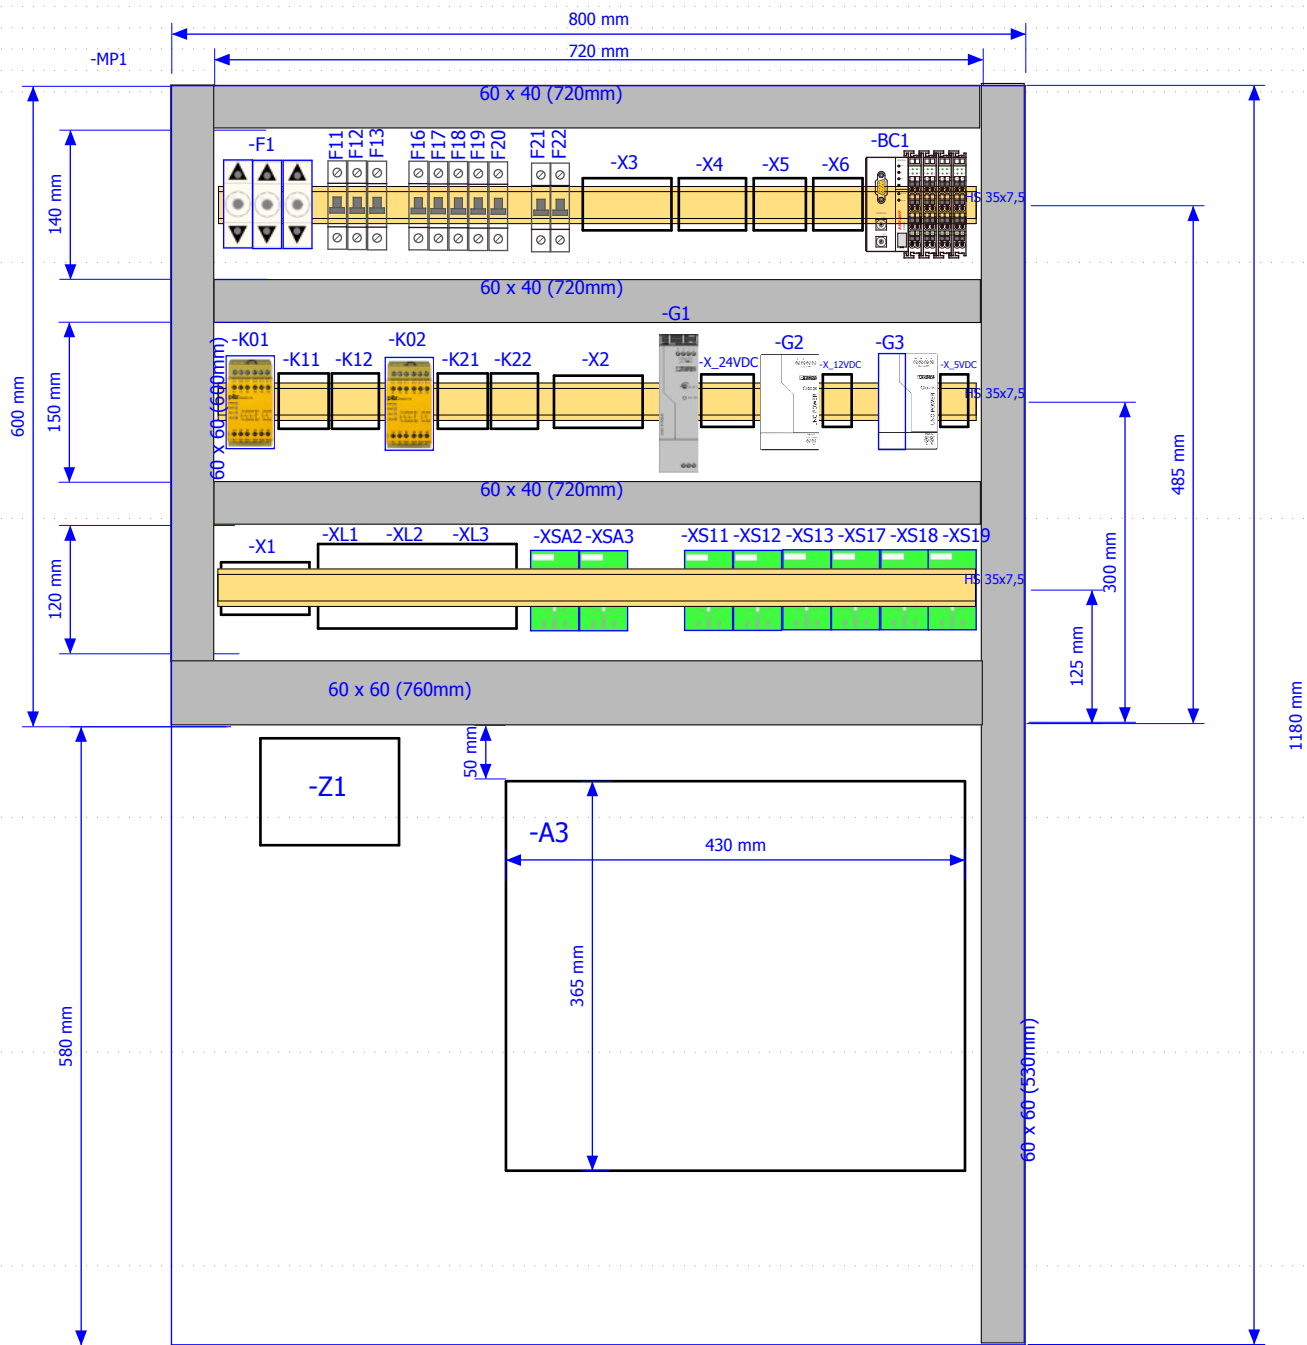 800 mm
-MP1
720 mm
60 x 40 (720mm)
-F1
F11
F12
F13
F16
F17
F18
F19
F20
F21
F22
-X3
-X4
-X5
-X6
-BC1
HS 35x7,5
140 mm
60 x 40 (720mm)
-G1
-K01
-K11
-K12
-K02
-K21
-K22
-X2
-X_24VDC
-G2
-X_12VDC
-G3
-X_5VDC
HS 35x7,5
60 x 60 (600mm)
600 mm
150 mm
485 mm
60 x 40 (720mm)
-X1
-XL1
-XL2
-XL3
-XSA2
-XSA3
-XS11
-XS12
-XS13
-XS17
-XS18
-XS19
HS 35x7,5
120 mm
300 mm
125 mm
60 x 60 (760mm)
1180 mm
50 mm
-Z1
-A3
430 mm
365 mm
580 mm
60 x 60 (530mm)